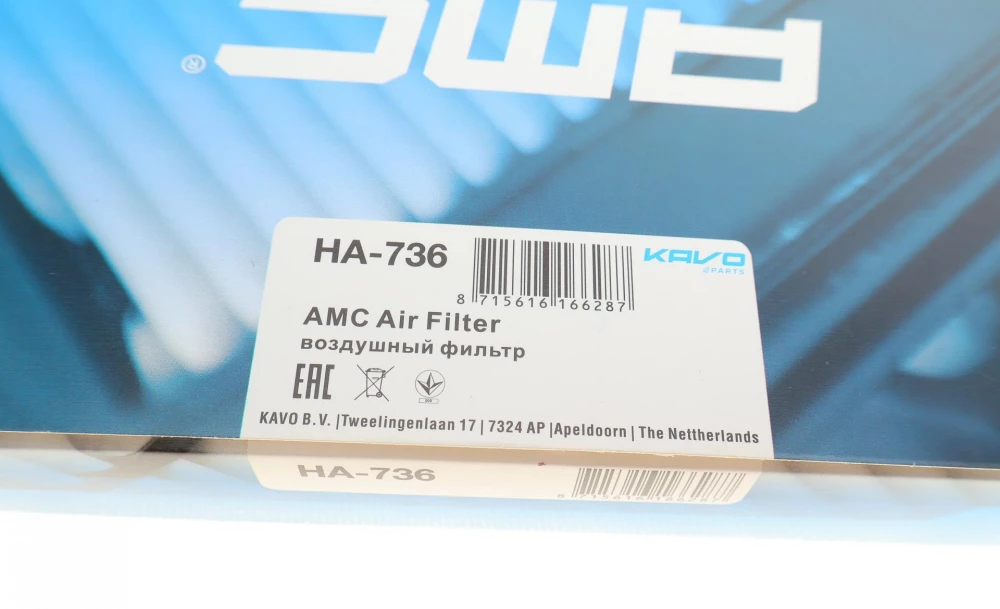 AMC
®
HA-736
KAVO
PARTS
8 715616 166287
AMC Air Filter
воздушный фильтр
EAC
KAVO B.V. |Tweelingenlaan 17 | 7324 AP |Apeldoorn | The Nettherlands
HA-736